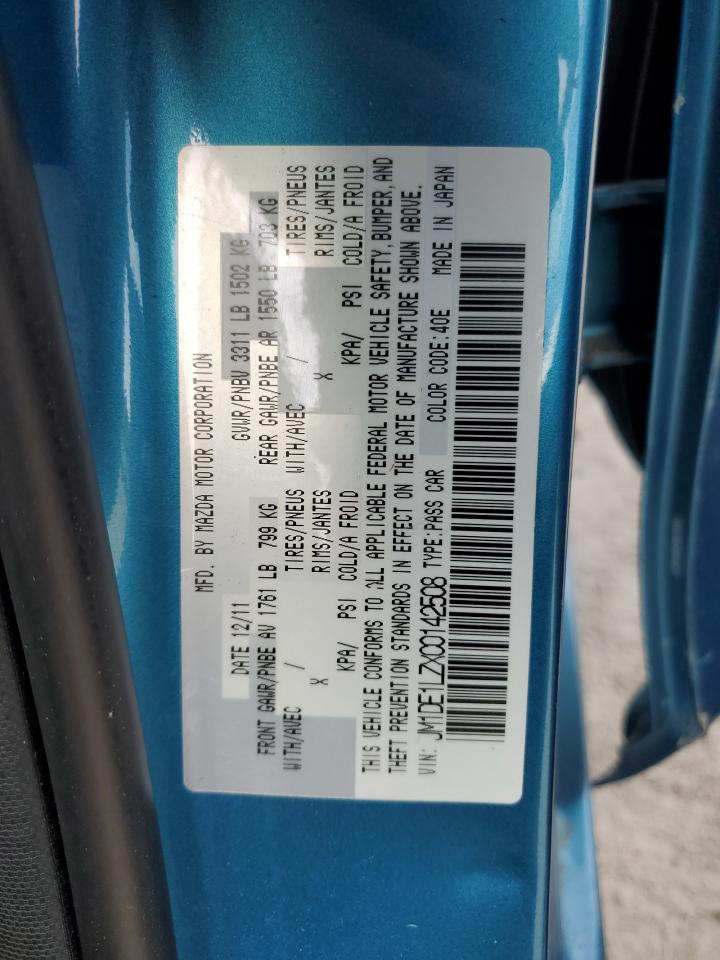 MFD. BY MAZDA MOTOR CORPORATION
DATE 12/11 GVWR/PNBV 3311 LB 1502 KG
FRONT GAWR/PNBE AV 1761 LB 799 KG REAR GAWR/PNBE AR 1550 LB 703 KG
WITH/AVEC / TIRES/PNEUS WITH/AVEC / TIRES/PNEUS
X RIMS/JANTES X RIMS/JANTES
KPA/ PSI COLD/A FROID KPA/ PSI COLD/A FROID
THIS VEHICLE CONFORMS TO ALL APPLICABLE FEDERAL MOTOR VEHICLE SAFETY, BUMPER, AND
THEFT PREVENTION STANDARDS IN EFFECT ON THE DATE OF MANUFACTURE SHOWN ABOVE.
VIN: JM1DE1LZXC0142508 TYPE:PASS CAR COLOR CODE:40E MADE IN JAPAN